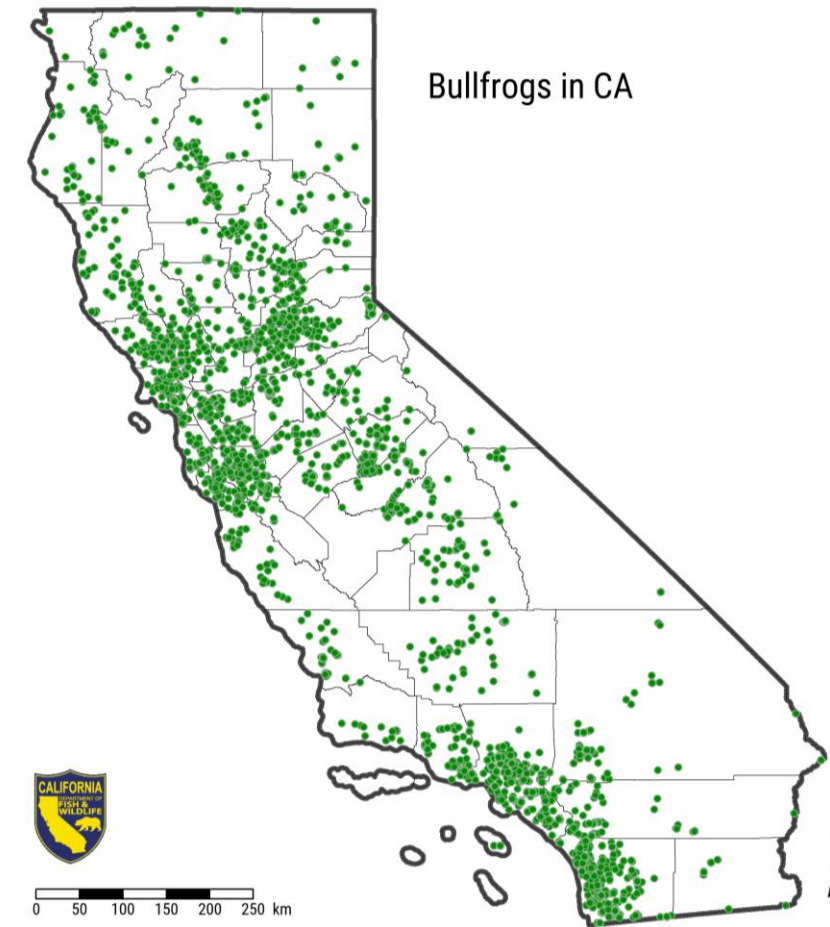 Bullfrogs in CA
CALIFORNIA
DEPARTMENT OF
FISH &
WILDLIFE
0 50 100 150 200 250 km